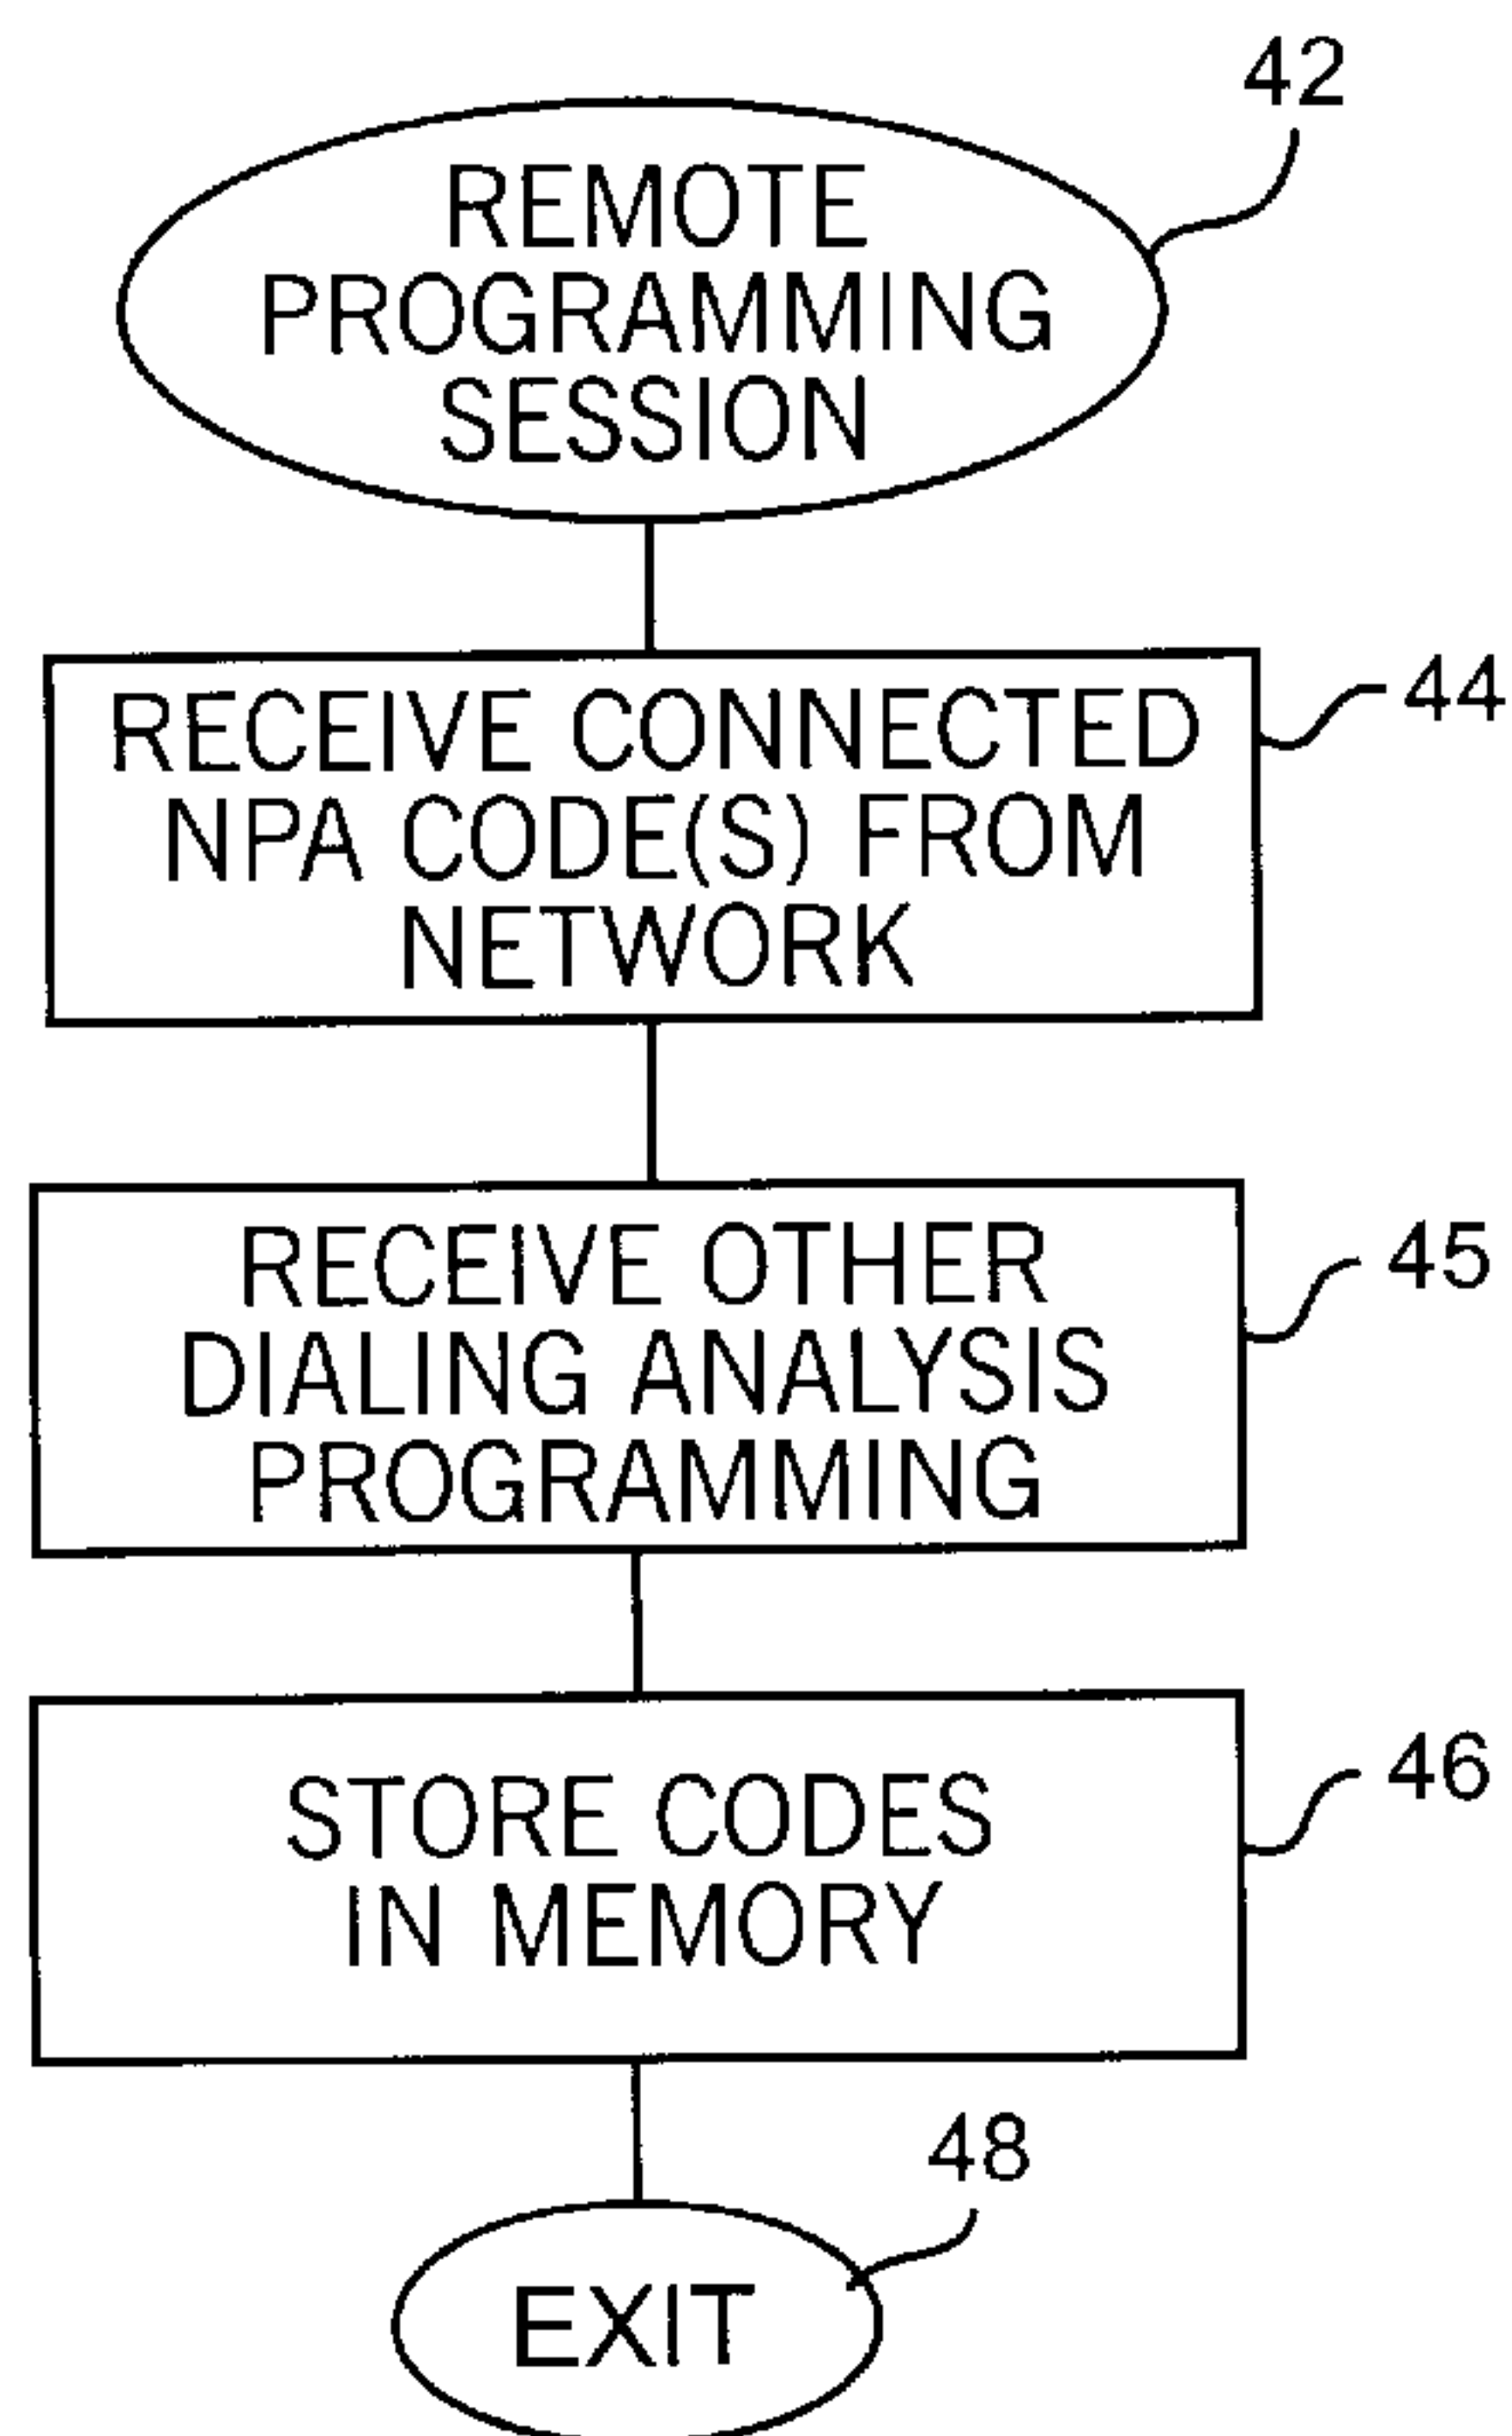 42
REMOTE
PROGRAMMING
SESSION
44
RECEIVE CONNECTED
NPA CODE(S) FROM
NETWORK
45
RECEIVE OTHER
DIALING ANALYSIS
PROGRAMMING
46
STORE CODES
IN MEMORY
48
EXIT